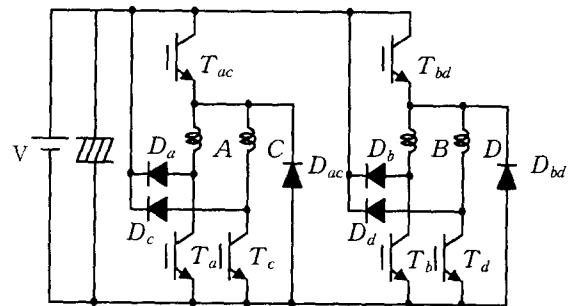 T_ac T_bd
D_a A C D_b B D
V D_ac D_bd
D_c D_d
T_a T_c T_b T_d